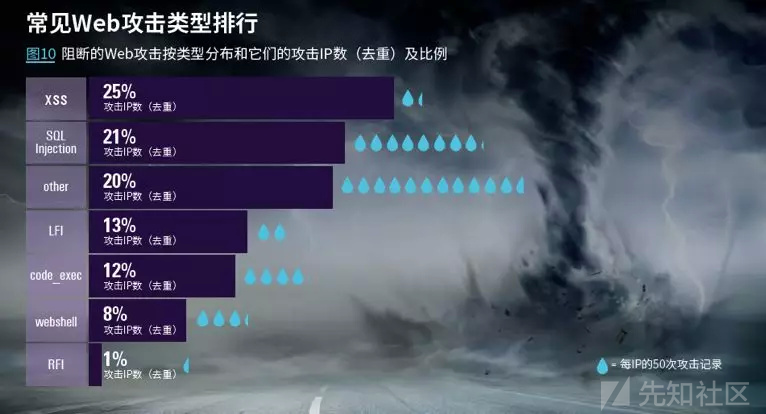 常见Web攻击类型排行
图10 阻断的Web攻击按类型分布和它们的攻击IP数（去重）及比例
XSS
25%
攻击IP数（去重）
SQL
Injection
21%
攻击IP数（去重）
other
20%
攻击IP数（去重）
LFI
13%
攻击IP数（去重）
code_exec
12%
攻击IP数（去重）
webshell
8%
攻击IP数（去重）
RFI
1%
攻击IP数（去重）
= 每IP的50次攻击记录
先知社区